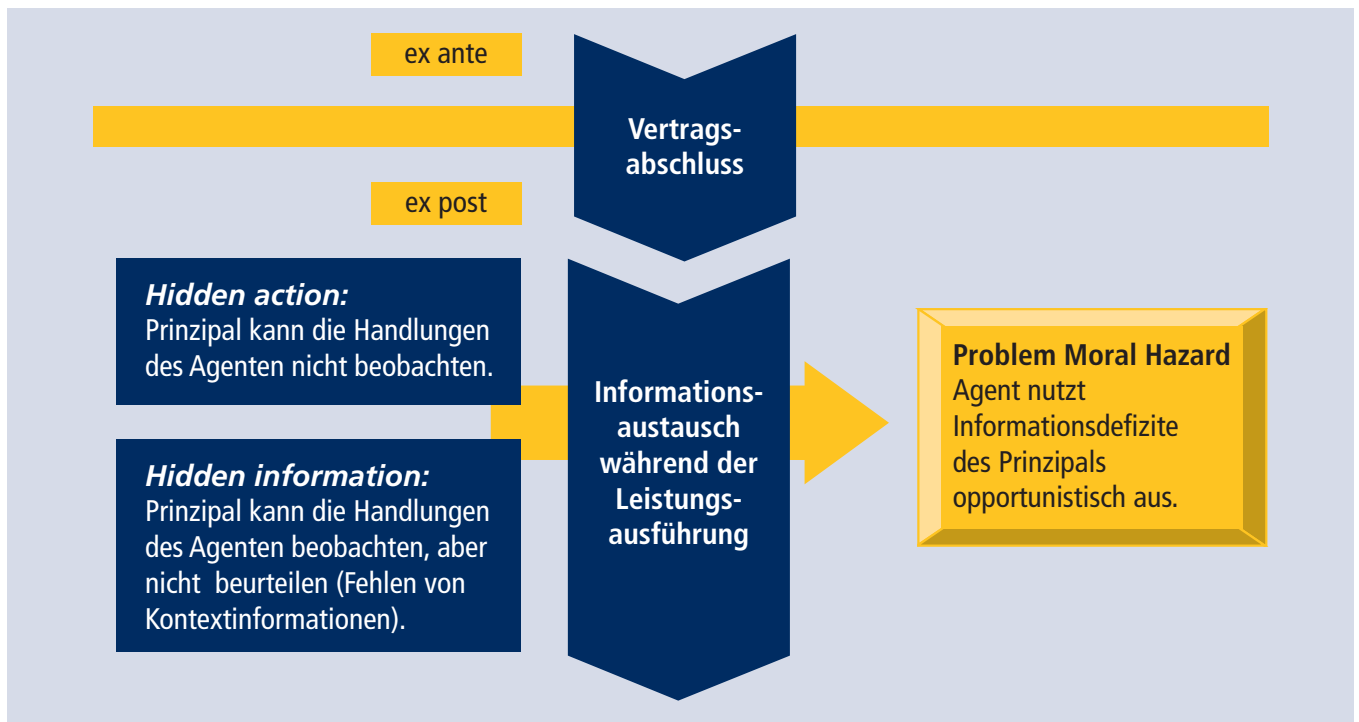 ex ante
Vertrags-
abschluss
ex post
Hidden action:
Prinzipal kann die Handlungen
des Agenten nicht beobachten.
Hidden information:
Prinzipal kann die Handlungen
des Agenten beobachten, aber
nicht beurteilen (Fehlen von
Kontextinformationen).
Informations-
austausch
während der
Leistungs-
ausführung
Problem Moral Hazard
Agent nutzt
Informationsdefizite
des Prinzipals
opportunistisch aus.